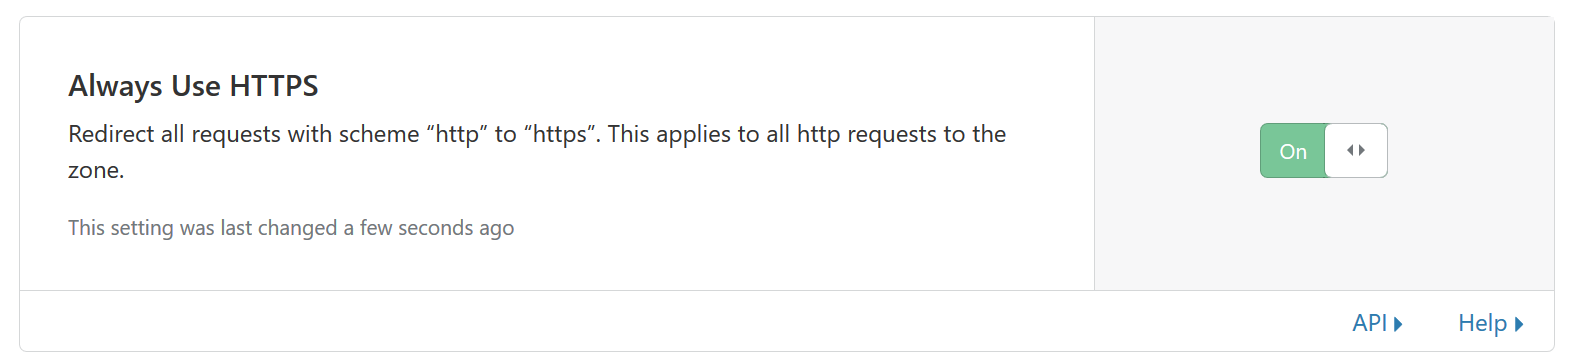 Always Use HTTPS
Redirect all requests with scheme “http” to “https”. This applies to all http requests to the
zone.
On
This setting was last changed a few seconds ago
API
Help